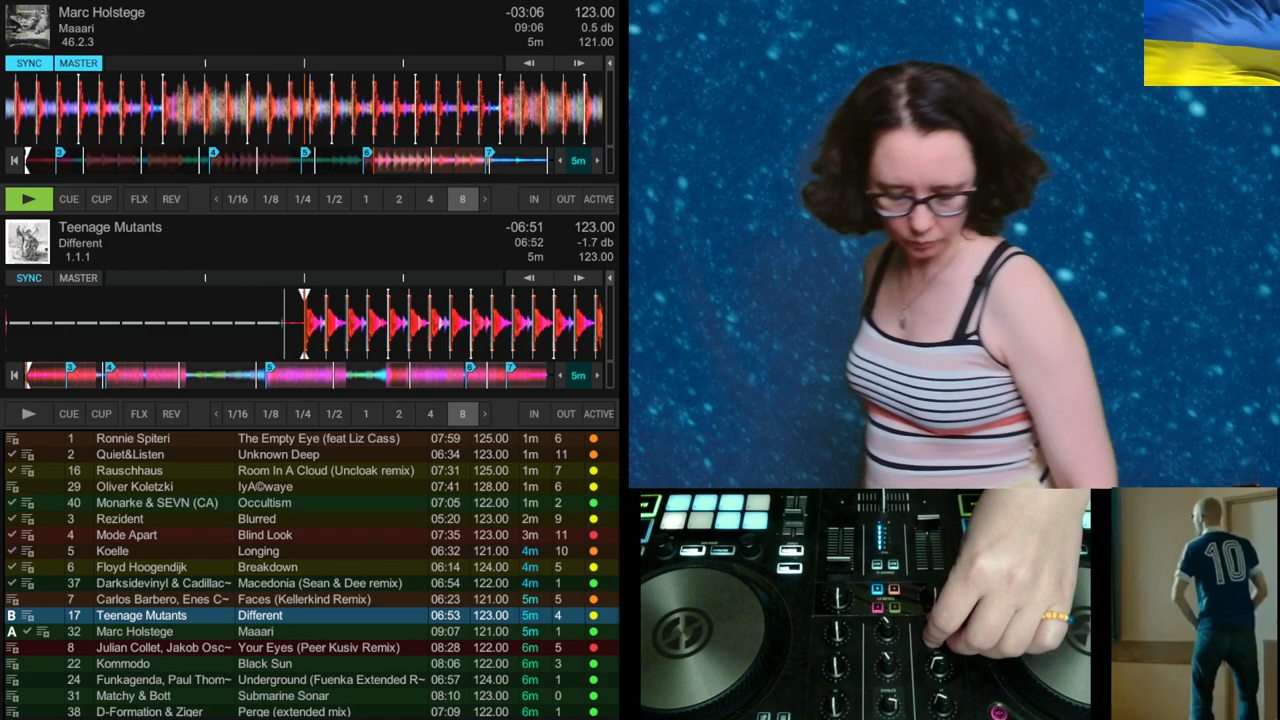 Marc Holstege -03:06 123.00
Maaari 09:06 0.5 db
46.2.3 5m 121.00
SYNC MASTER
3 4 5 6 7 5m
CUE CUP FLX REV 1/16 1/8 1/4 1/2 1 2 4 8 IN OUT ACTIVE
Teenage Mutants -06:51 123.00
Different 06:52 -1.7 db
1.1.1 5m 123.00
SYNC MASTER
3 4 5 6 7 5m
CUE CUP FLX REV 1/16 1/8 1/4 1/2 1 2 4 8 IN OUT ACTIVE
1 Ronnie Spiteri The Empty Eye (feat Liz Cass) 07:59 125.00 1m 6
2 Quiet&Listen Unknown Deep 06:34 122.00 1m 11
16 Rauschhaus Room In A Cloud (Uncloak remix) 07:31 125.00 1m 7
29 Oliver Koletzki IyA©waye 07:41 128.00 1m 6
40 Monarke & SEVN (CA) Occultism 07:05 122.00 1m 2
3 Rezident Blurred 05:20 123.00 2m 9
4 Mode Apart Blind Look 07:35 123.00 3m 11
5 Koelle Longing 06:32 121.00 4m 10
6 Floyd Hoogendijk Breakdown 06:14 124.00 4m 5
37 Darksidevinyl & Cadillac~ Macedonia (Sean & Dee remix) 06:54 122.00 4m 1
7 Carlos Barbero, Enes C~ Faces (Kellerkind Remix) 06:23 121.00 5m 5
B 17 Teenage Mutants Different 06:53 123.00 5m 4
A 32 Marc Holstege Maaari 09:07 121.00 5m 1
8 Julian Collet, Jakob Osc~ Your Eyes (Peer Kusiv Remix) 08:28 122.00 6m 5
22 Kommodo Black Sun 08:06 122.00 6m 3
24 Funkagenda, Paul Thom~ Underground (Fuenka Extended R~ 06:57 124.00 6m 1
31 Matchy & Bott Submarine Sonar 08:10 123.00 6m 0
38 D-Formation & Ziger Perge (extended mix) 07:09 122.00 6m 1
10